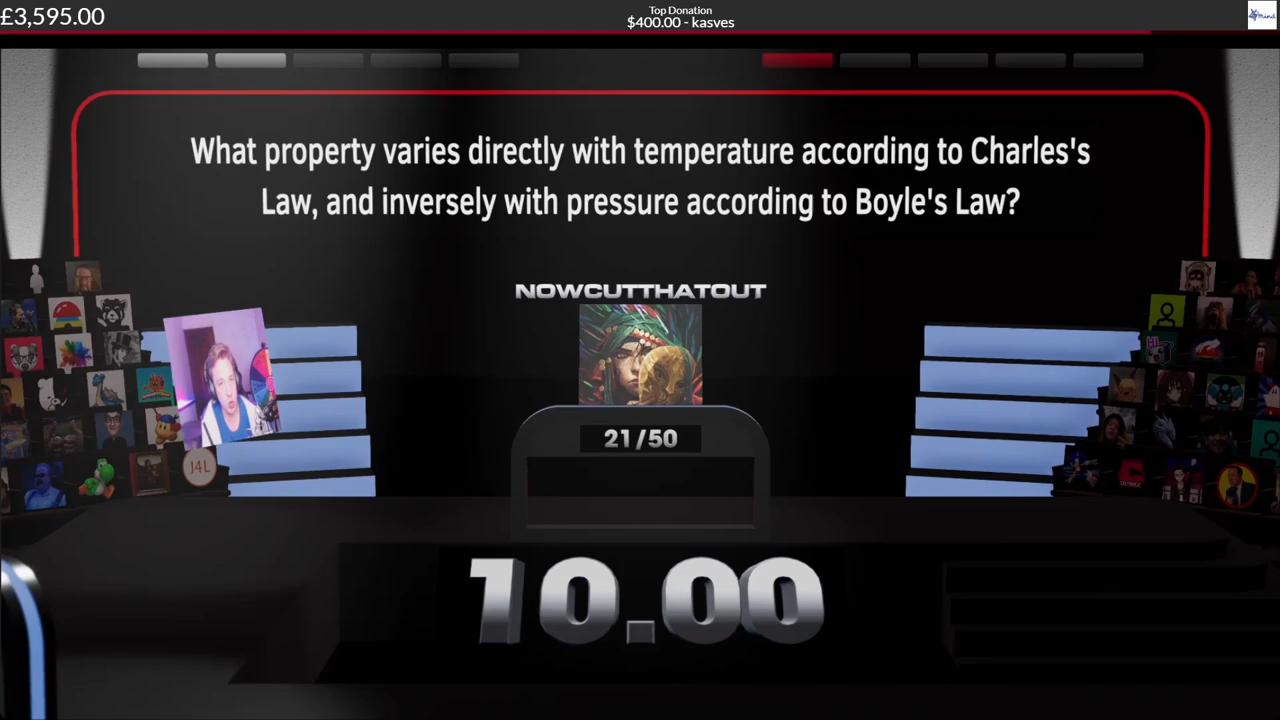 £3,595.00
Top Donation
$400.00 - kasves
mind
What property varies directly with temperature according to Charles's
Law, and inversely with pressure according to Boyle's Law?
NOWCUTTHATOUT
21/50
J4L
10.00